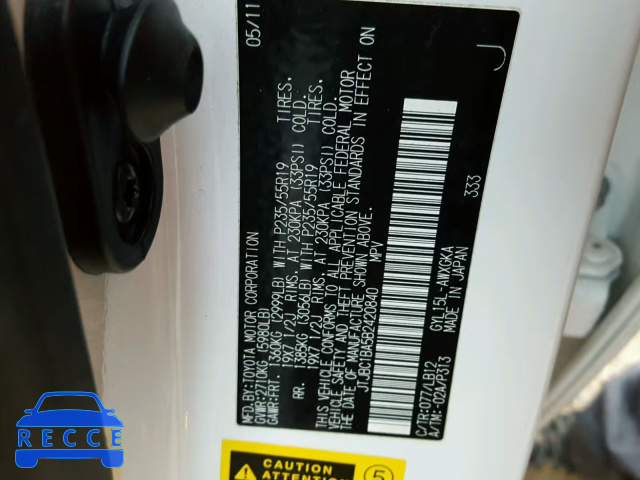 MFD.BY:TOYOTA MOTOR CORPORATION 05/11
GVWR:2710KG(5980LB)
GAWR:FRT. 1360KG (2999LB) WITH P235/55R19 TIRES.
19X7 1/2J RIMS. AT 230KPA (33PSI) COLD.
RR. 1385KG (3056LB) WITH P235/55R19 TIRES.
19X7 1/2J RIMS. AT 230KPA (33PSI) COLD.
THIS VEHICLE CONFORMS TO ALL APPLICABLE FEDERAL MOTOR
VEHICLE SAFETY AND THEFT PREVENTION STANDARDS IN EFFECT ON
THE DATE OF MANUFACTURE SHOWN ABOVE.
JTJBC1BA5B2420840 MPV
J
C/TR:077/LB12 GYL15L-AWXGKA 333
A/TM:-02A/P313 MADE IN JAPAN
CAUTION
ATTENTION
5
RECCE